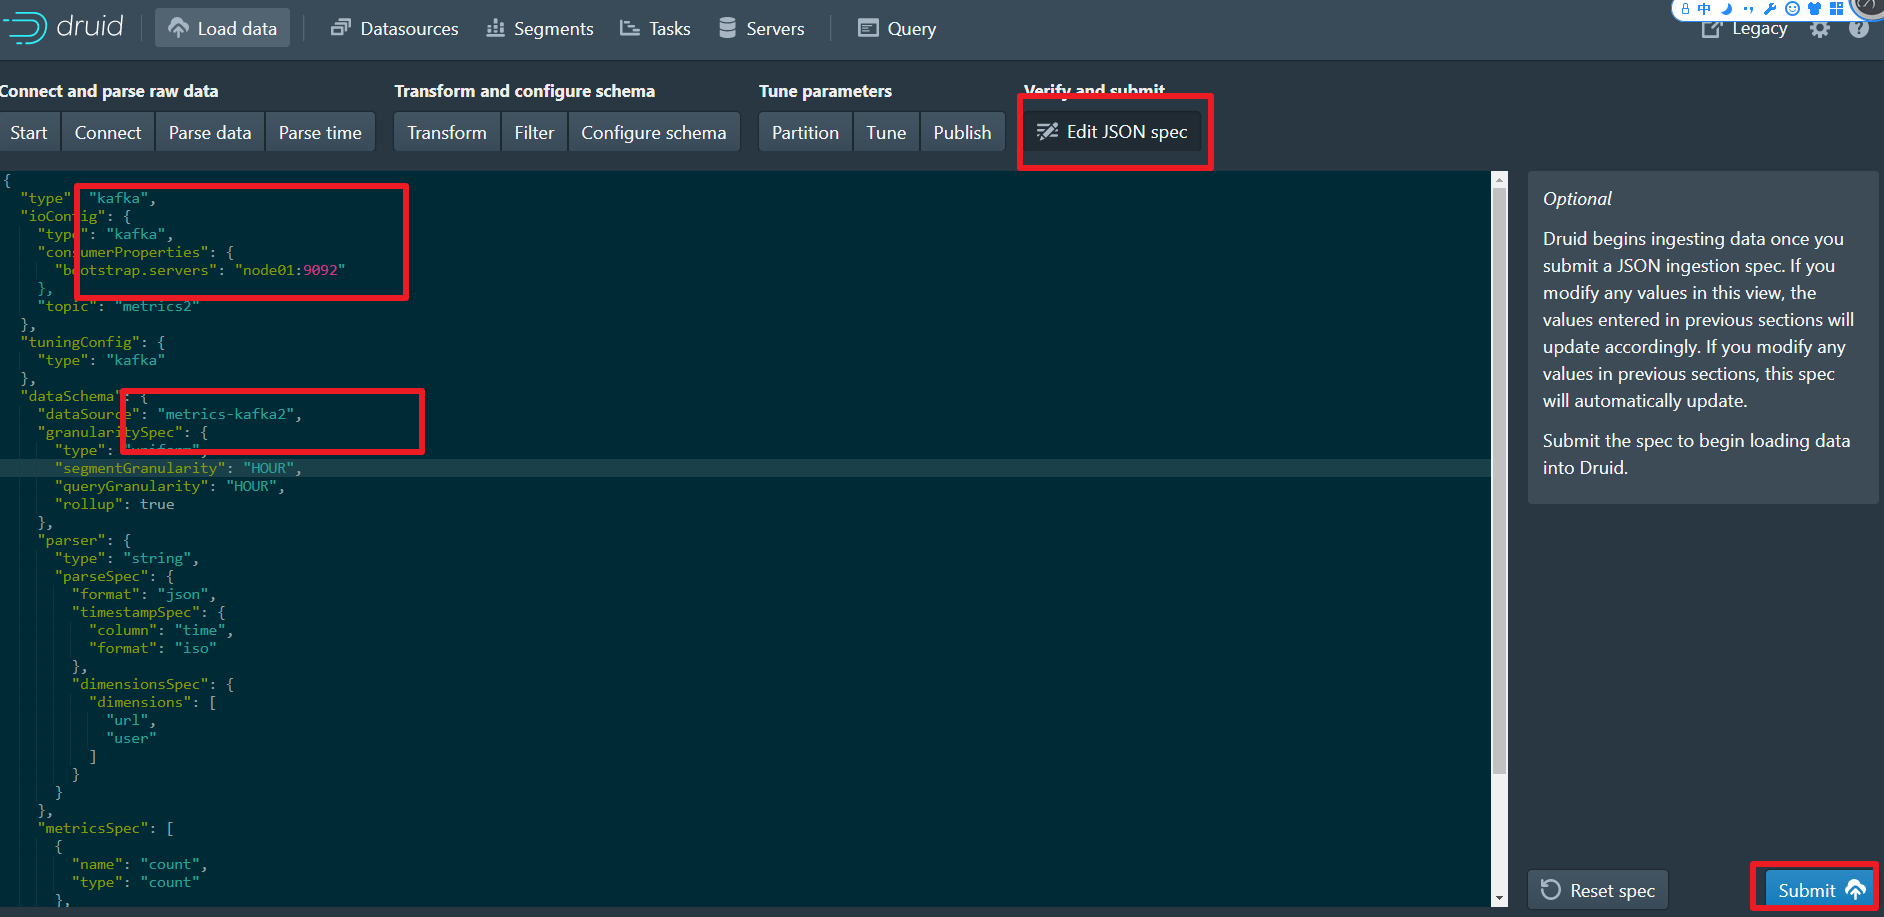 druid Load data Datasources Segments Tasks Servers Query Legacy
中
Connect and parse raw data Transform and configure schema Tune parameters Verify and submit
Start Connect Parse data Parse time Transform Filter Configure schema Partition Tune Publish Edit JSON spec
{
"type": "kafka",
"ioConfig": {
"type": "kafka",
"consumerProperties": {
"bootstrap.servers": "node01:9092"
},
"topic": "metrics2"
},
"tuningConfig": {
"type": "kafka"
},
"dataSchema": {
"dataSource": "metrics-kafka2",
"granularitySpec": {
"type": "uniform",
"segmentGranularity": "HOUR",
"queryGranularity": "HOUR",
"rollup": true
},
"parser": {
"type": "string",
"parseSpec": {
"format": "json",
"timestampSpec": {
"column": "time",
"format": "iso"
},
"dimensionsSpec": {
"dimensions": [
"url",
"user"
]
}
}
},
"metricsSpec": [
{
"name": "count",
"type": "count"
},
Optional
Druid begins ingesting data once you
submit a JSON ingestion spec. If you
modify any values in this view, the
values entered in previous sections will
update accordingly. If you modify any
values in previous sections, this spec
will automatically update.
Submit the spec to begin loading data
into Druid.
Reset spec Submit